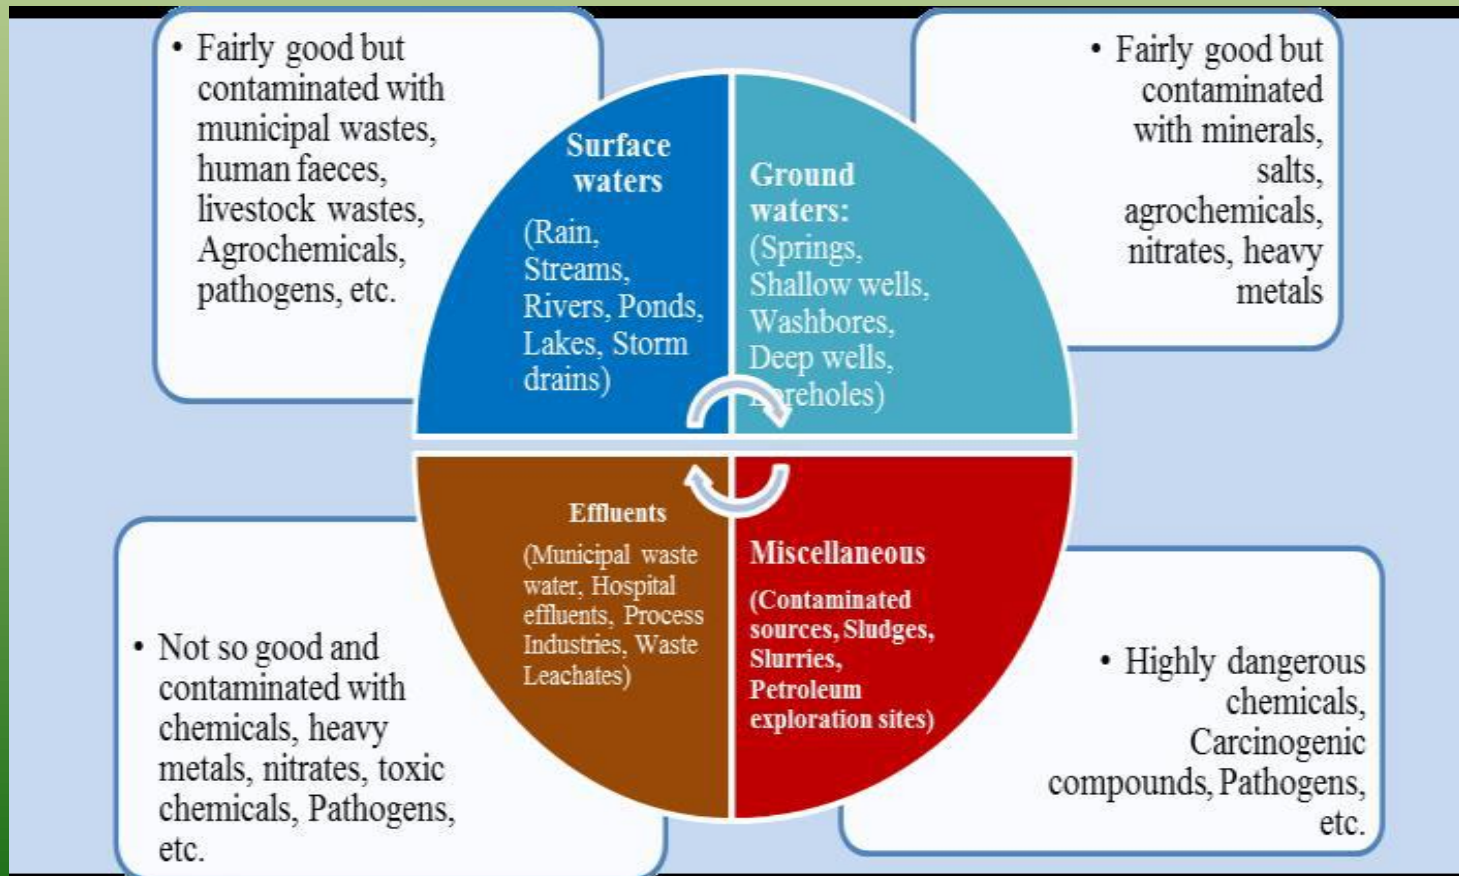 • Fairly good but
contaminated with
municipal wastes,
human faeces,
livestock wastes,
Agrochemicals,
pathogens, etc.
• Fairly good but
contaminated
with minerals,
salts,
agrochemicals,
nitrates, heavy
metals
Surface
waters
(Rain,
Streams,
Rivers, Ponds,
Lakes, Storm
drains)
Ground
waters:
(Springs,
Shallow wells,
Washbores,
Deep wells,
Boreholes)
Effluents
(Municipal waste
water, Hospital
effluents, Process
Industries, Waste
Leachates)
Miscellaneous
(Contaminated
sources, Sludges,
Slurries,
Petroleum
exploration sites)
• Not so good and
contaminated with
chemicals, heavy
metals, nitrates, toxic
chemicals, Pathogens,
etc.
• Highly dangerous
chemicals,
Carcinogenic
compounds, Pathogens,
etc.